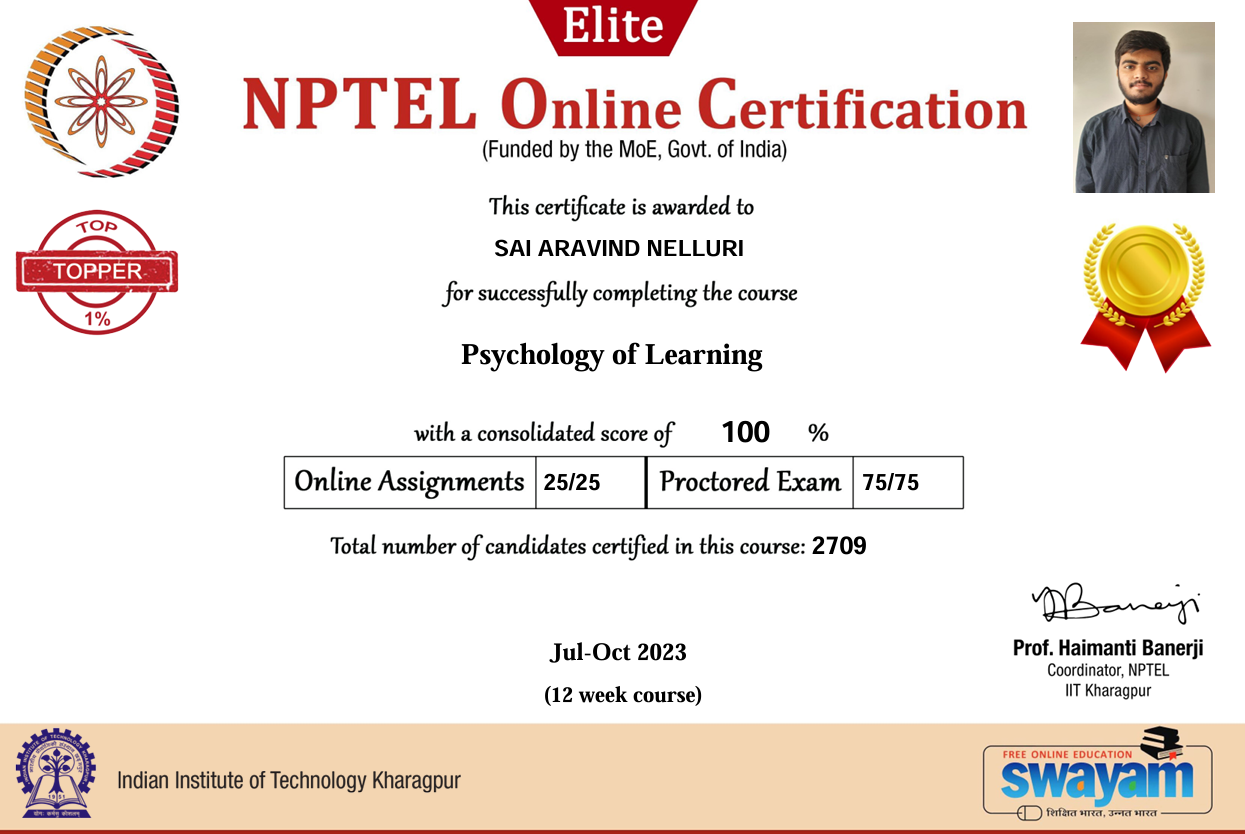 Elite
NPTEL Online Certification
(Funded by the MoE, Govt. of India)
This certificate is awarded to
SAI ARAVIND NELLURI
for successfully completing the course
TOP
TOPPER
1%
Psychology of Learning
with a consolidated score of 100 %
Online Assignments 25/25 Proctored Exam 75/75
Total number of candidates certified in this course: 2709
Jul-Oct 2023
(12 week course)
Prof. Haimanti Banerji
Coordinator, NPTEL
IIT Kharagpur
Indian Institute of Technology Kharagpur
FREE ONLINE EDUCATION
swayam
शिक्षित भारत, उन्नत भारत